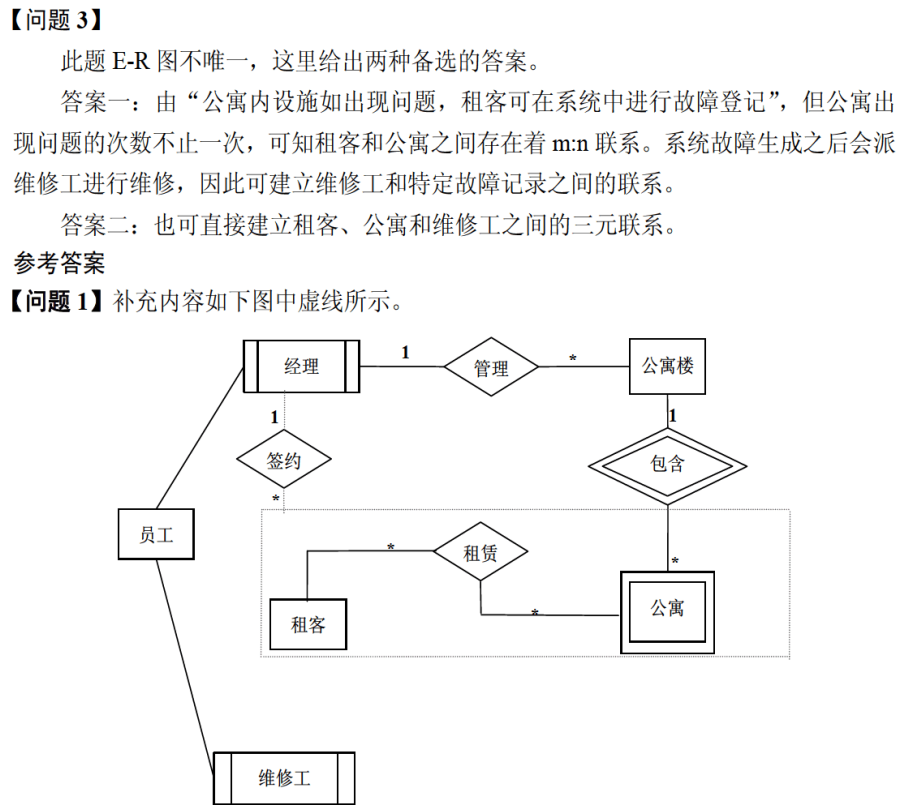 【问题 3】
此题 E-R 图不唯一，这里给出两种备选的答案。
答案一：由“公寓内设施如出现问题，租客可在系统中进行故障登记”，但公寓出
现问题的次数不止一次，可知租客和公寓之间存在着 m:n 联系。系统故障生成之后会派
维修工进行维修，因此可建立维修工和特定故障记录之间的联系。
答案二：也可直接建立租客、公寓和维修工之间的三元联系。
参考答案
【问题 1】补充内容如下图中虚线所示。
经理
1
管理
*
公寓楼
1
1
签约
包含
*
员工
*
租赁
*
公寓
*
租客
维修工